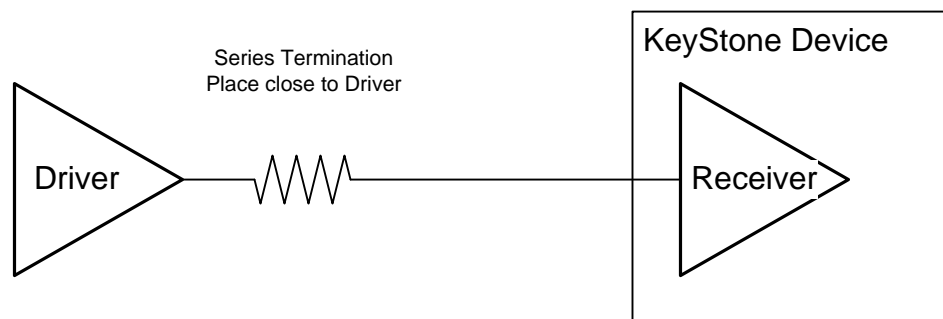 KeyStone Device
Series Termination
Place close to Driver
Driver
Receiver